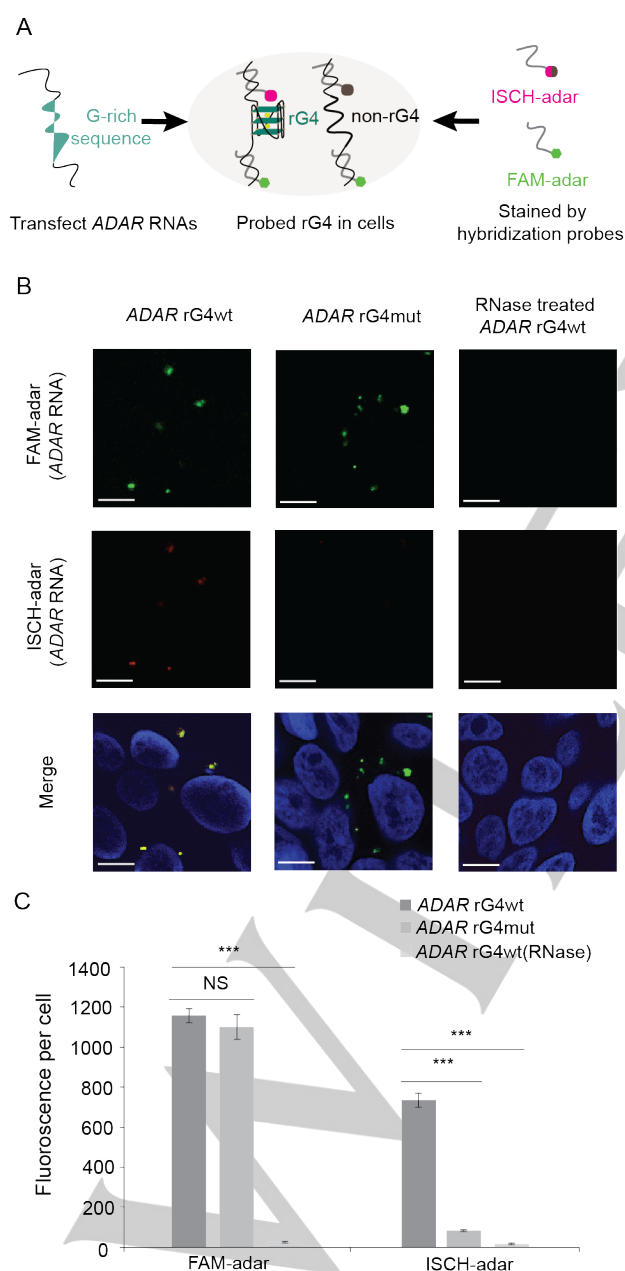 A
G-rich
sequence
rG4
non-rG4
ISCH-adar
FAM-adar
Transfect ADAR RNAs
Probed rG4 in cells
Stained by
hybridization probes
B
ADAR rG4wt
ADAR rG4mut
RNase treated
ADAR rG4wt
FAM-adar
(ADAR RNA)
ISCH-adar
(ADAR RNA)
Merge
C
ADAR rG4wt
ADAR rG4mut
ADAR rG4wt(RNase)
Fluoroscence per cell
1400
1200
1000
800
600
400
200
0
***
NS
***
***
FAM-adar
ISCH-adar